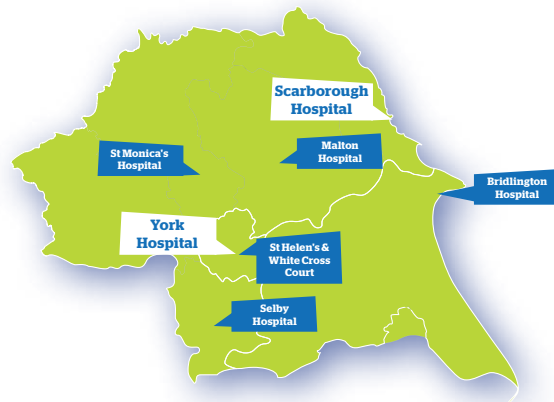 Scarborough
Hospital
St Monica's
Hospital
Malton
Hospital
Bridlington
Hospital
York
Hospital
St Helen's &
White Cross
Court
Selby
Hospital